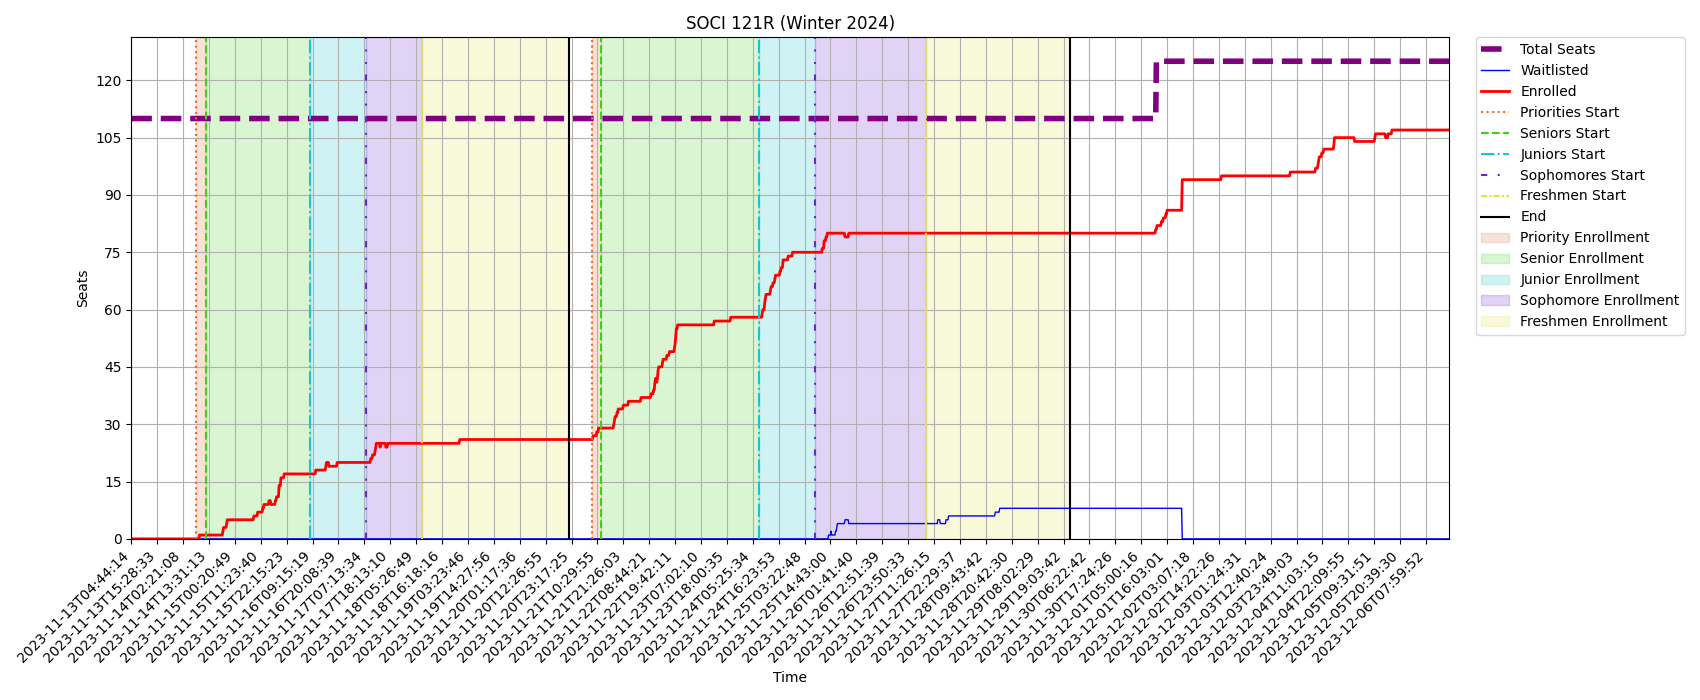 SOCI 121R (Winter 2024)
Seats
120
105
90
75
60
45
30
15
0
2023-11-13T04:44:14
2023-11-13T15:28:33
2023-11-14T02:21:08
2023-11-14T13:31:13
2023-11-15T00:20:49
2023-11-15T11:23:40
2023-11-15T22:15:23
2023-11-16T09:15:19
2023-11-16T20:08:39
2023-11-17T07:13:34
2023-11-17T18:13:10
2023-11-18T05:26:49
2023-11-18T16:18:16
2023-11-19T03:23:46
2023-11-19T14:27:56
2023-11-20T01:17:36
2023-11-20T12:26:55
2023-11-20T23:17:25
2023-11-21T10:29:55
2023-11-21T21:26:03
2023-11-22T08:44:21
2023-11-22T19:42:11
2023-11-23T07:02:10
2023-11-23T18:00:35
2023-11-24T05:25:34
2023-11-24T16:23:53
2023-11-25T03:22:48
2023-11-25T14:43:00
2023-11-26T01:41:40
2023-11-26T12:51:39
2023-11-26T23:50:33
2023-11-27T11:26:15
2023-11-27T22:29:37
2023-11-28T09:43:42
2023-11-28T20:42:30
2023-11-29T08:02:29
2023-11-29T19:03:42
2023-11-30T06:22:42
2023-11-30T17:24:26
2023-12-01T05:00:16
2023-12-01T16:03:01
2023-12-02T03:07:18
2023-12-02T14:22:26
2023-12-03T01:24:31
2023-12-03T12:40:24
2023-12-03T23:49:03
2023-12-04T11:03:15
2023-12-04T22:09:55
2023-12-05T09:31:51
2023-12-05T20:39:30
2023-12-06T07:59:52
Time
Total Seats
Waitlisted
Enrolled
Priorities Start
Seniors Start
Juniors Start
Sophomores Start
Freshmen Start
End
Priority Enrollment
Senior Enrollment
Junior Enrollment
Sophomore Enrollment
Freshmen Enrollment